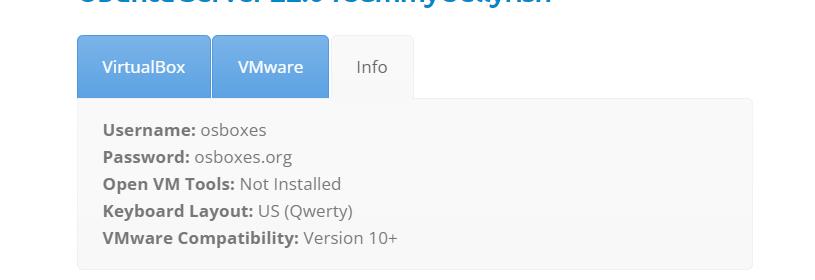 VirtualBox
VMware
Info
Username: osboxes
Password: osboxes.org
Open VM Tools: Not Installed
Keyboard Layout: US (Qwerty)
VMware Compatibility: Version 10+